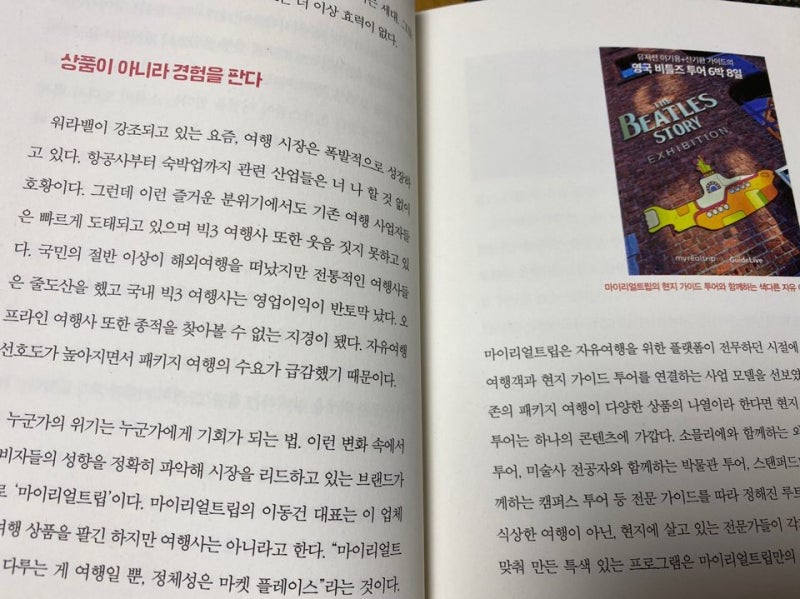 더 이상 효력이 없다.
상품이 아니라 경험을 판다
워라밸이 강조되고 있는 요즘, 여행 시장은 폭발적으로 성장하
고 있다. 항공사부터 숙박업까지 관련 산업들은 너 나 할 것 없이
호황이다. 그런데 이런 즐거운 분위기에서도 기존 여행 사업자들
은 빠르게 도태되고 있으며 빅3 여행사 또한 웃음 짓지 못하고 있
다. 국민의 절반 이상이 해외여행을 떠났지만 전통적인 여행사들
은 줄도산을 했고 국내 빅3 여행사는 영업이익이 반토막 났다. 오
프라인 여행사 또한 종적을 찾아볼 수 없는 지경이 됐다. 자유여행
선호도가 높아지면서 패키지 여행의 수요가 급감했기 때문이다.
누군가의 위기는 누군가에게 기회가 되는 법. 이런 변화 속에서
비자들의 성향을 정확히 파악해 시장을 리드하고 있는 브랜드가
'마이리얼트립'이다. 마이리얼트립의 이동건 대표는 이 업체
여행 상품을 팔긴 하지만 여행사는 아니라고 한다. "마이리얼트
다루는 게 여행일 뿐, 정체성은 마켓 플레이스"라는 것이다.
뮤지션 이기용+신기환 가이드의
영국 비틀즈 투어 6박 8일
THE
BEATLES
STORY
EXHIBITION
myrealtrip GuideLive
마이리얼트립의 현지 가이드 투어와 함께하는 색다른 자유
마이리얼트립은 자유여행을 위한 플랫폼이 전무하던 시절에
여행객과 현지 가이드 투어를 연결하는 사업 모델을 선보였
존의 패키지 여행이 다양한 상품의 나열이라 한다면 현지
투어는 하나의 콘텐츠에 가깝다. 소믈리에와 함께하는 와
투어, 미술사 전공자와 함께하는 박물관 투어, 스탠퍼드
께하는 캠퍼스 투어 등 전문 가이드를 따라 정해진 루트
식상한 여행이 아닌, 현지에 살고 있는 전문가들이 각
맞춰 만든 특색 있는 프로그램은 마이리얼트립만의